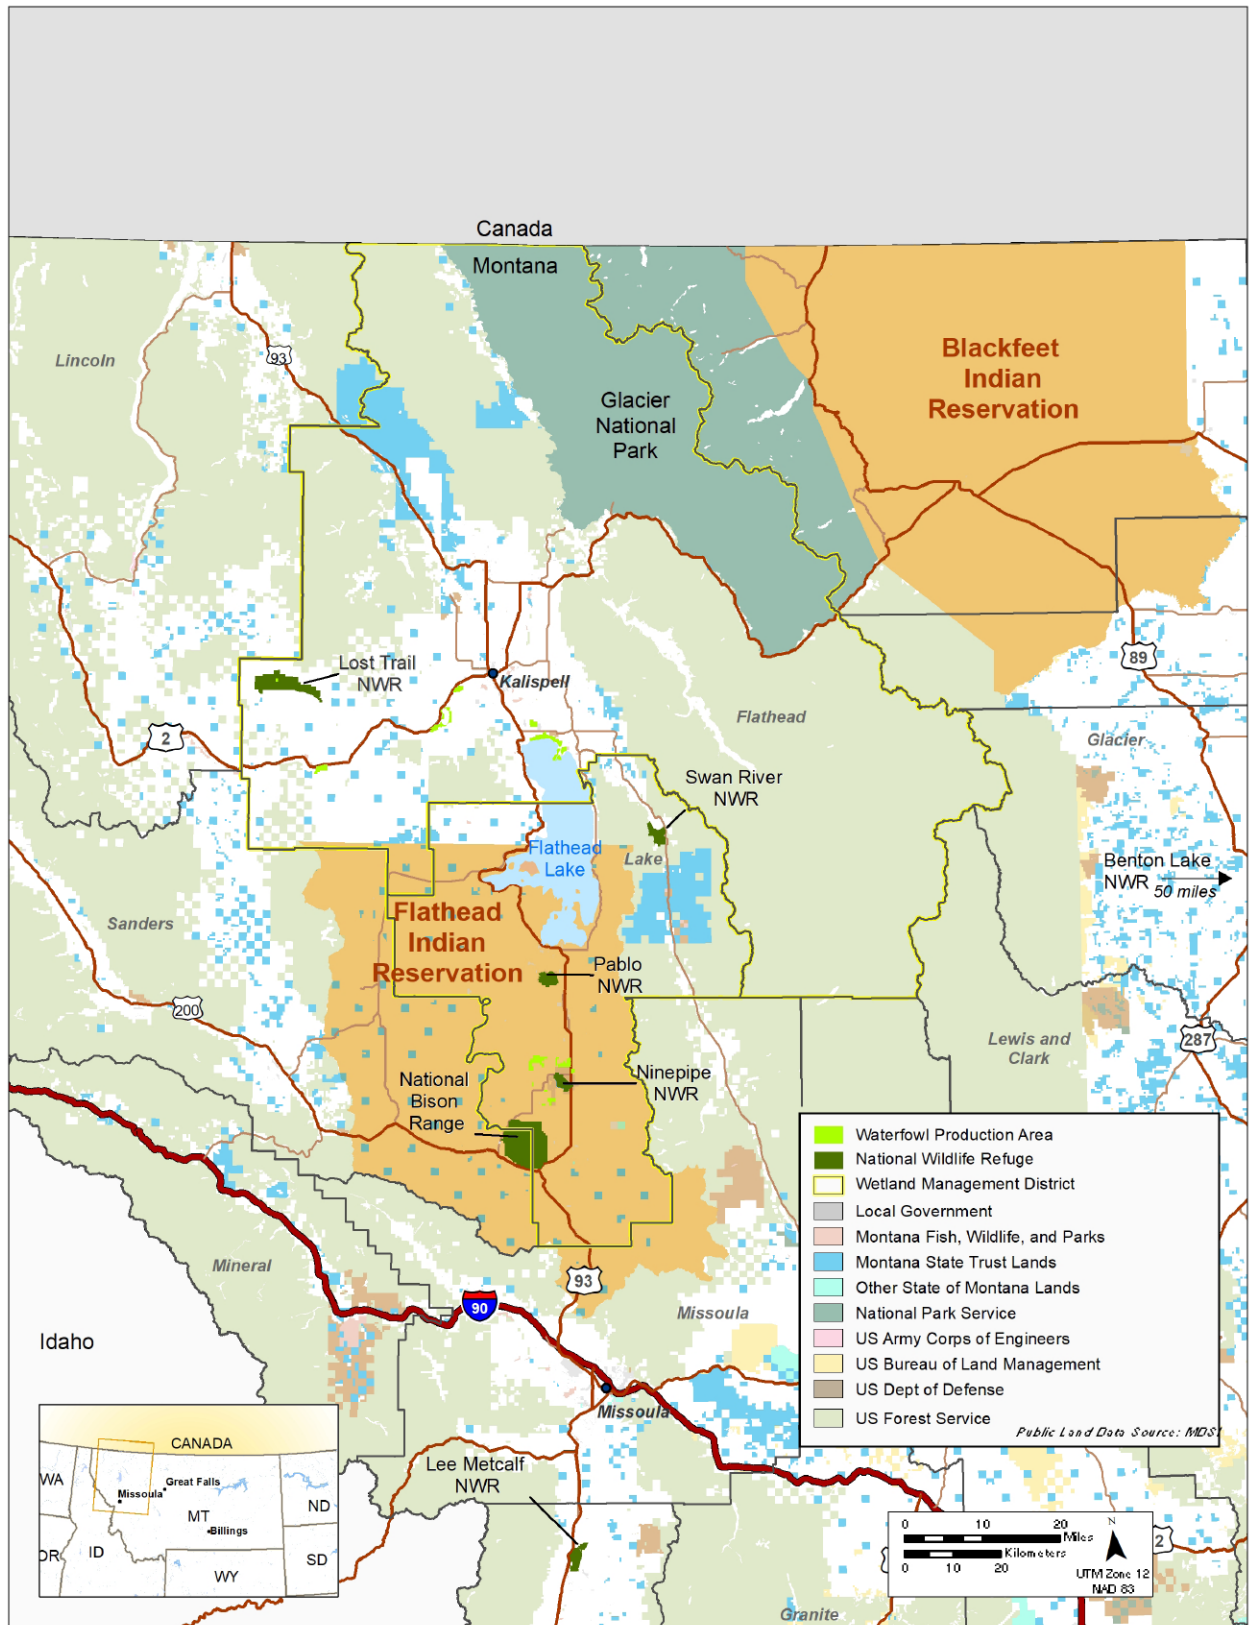 Canada
Montana
Lincoln
93
Glacier
National
Park
Blackfeet
Indian
Reservation
Lost Trail
NWR
Kalispell
89
2
Flathead
Glacier
Swan River
NWR
Flathead
Lake
Lake
Benton Lake
NWR
50 miles
Sanders
Flathead
Indian
Reservation
Pablo
NWR
200
287
Lewis and
Clark
National
Bison
Range
Ninepipe
NWR
Mineral
93
90
Missoula
Idaho
Missoula
Lee Metcalf
NWR
Granite
2
Waterfowl Production Area
National Wildlife Refuge
Wetland Management District
Local Government
Montana Fish, Wildlife, and Parks
Montana State Trust Lands
Other State of Montana Lands
National Park Service
US Army Corps of Engineers
US Bureau of Land Management
US Dept of Defense
US Forest Service
Public Land Data Source: MDSI
CANADA
WA
Great Falls
Missoula
MT
ND
Billings
OR
ID
SD
WY
0 10 20
Miles
Kilometers
0 10 20
N
UTM Zone 12
NAD 83